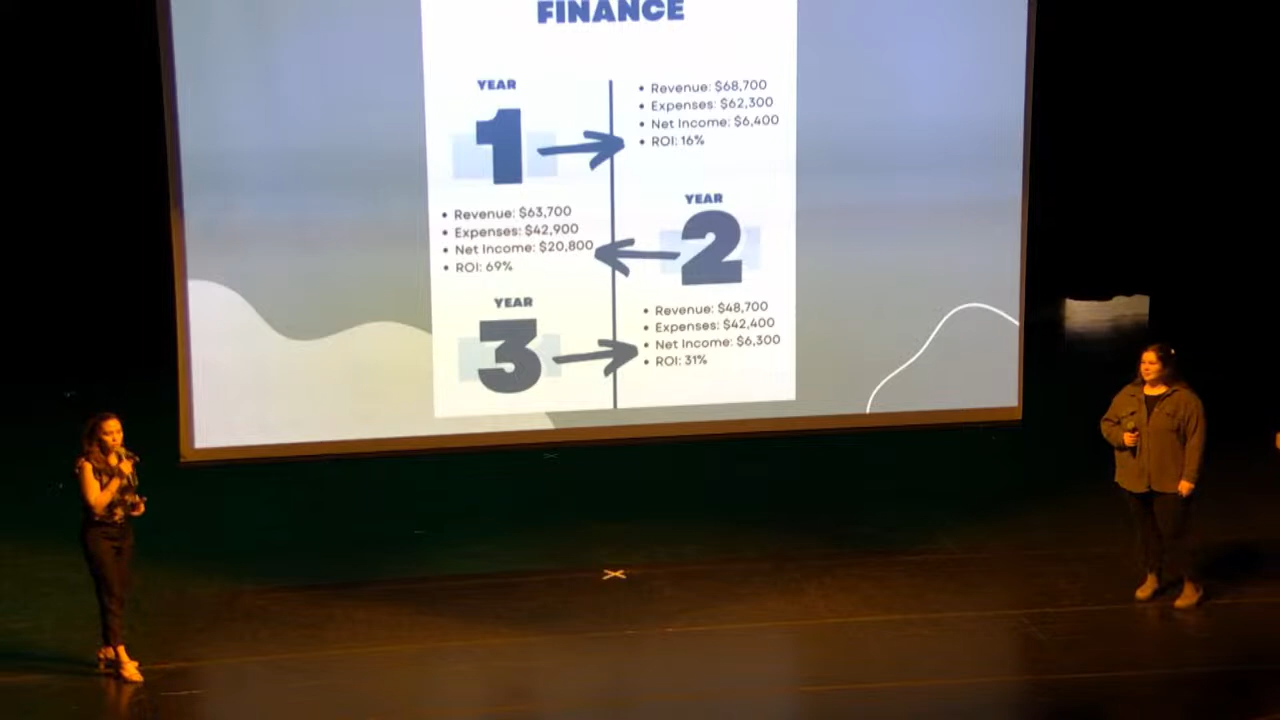 FINANCE
YEAR
1
• Revenue: $68,700
• Expenses: $62,300
• Net Income: $6,400
• ROI: 16%
YEAR
2
• Revenue: $63,700
• Expenses: $42,900
• Net Income: $20,800
• ROI: 69%
YEAR
3
• Revenue: $48,700
• Expenses: $42,400
• Net Income: $6,300
• ROI: 31%